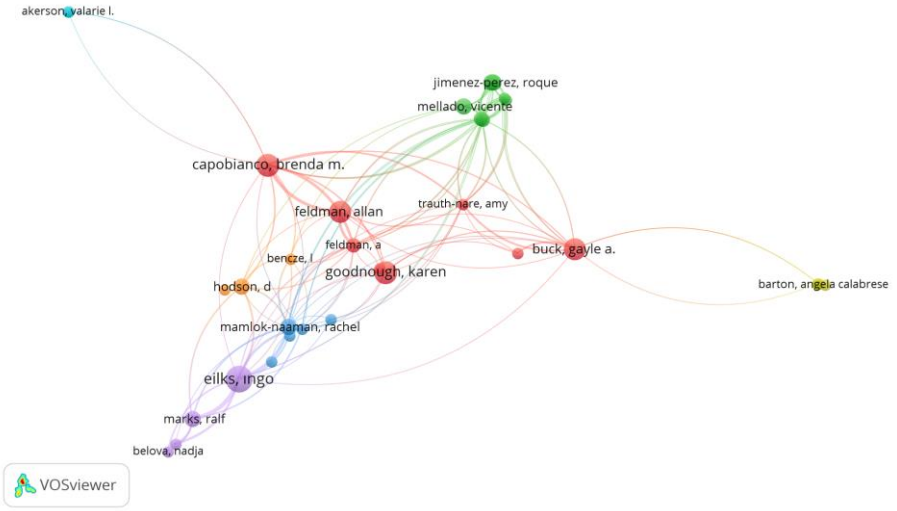 akerson, valarie l.
jimenez-perez, roque
mellado, vicente
capobianco, brenda m.
trauth-nare, amy
feldman, allan
feldman, a
buck, gayle a.
bencze, l
goodnough, karen
hodson, d
barton, angela calabrese
mamlok-naaman, rachel
eilks, ingo
marks, ralf
belova, nadja
VOSviewer